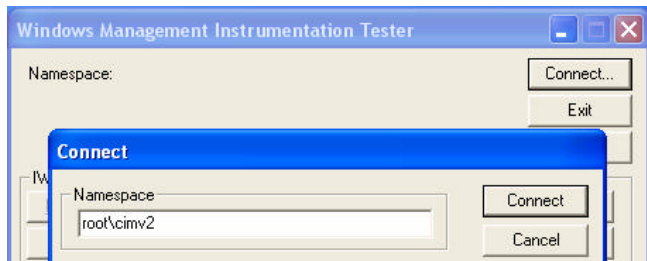 Windows Management Instrumentation Tester
Namespace:
Connect...
Exit
Connect
Namespace
root\cimv2
Connect
Cancel